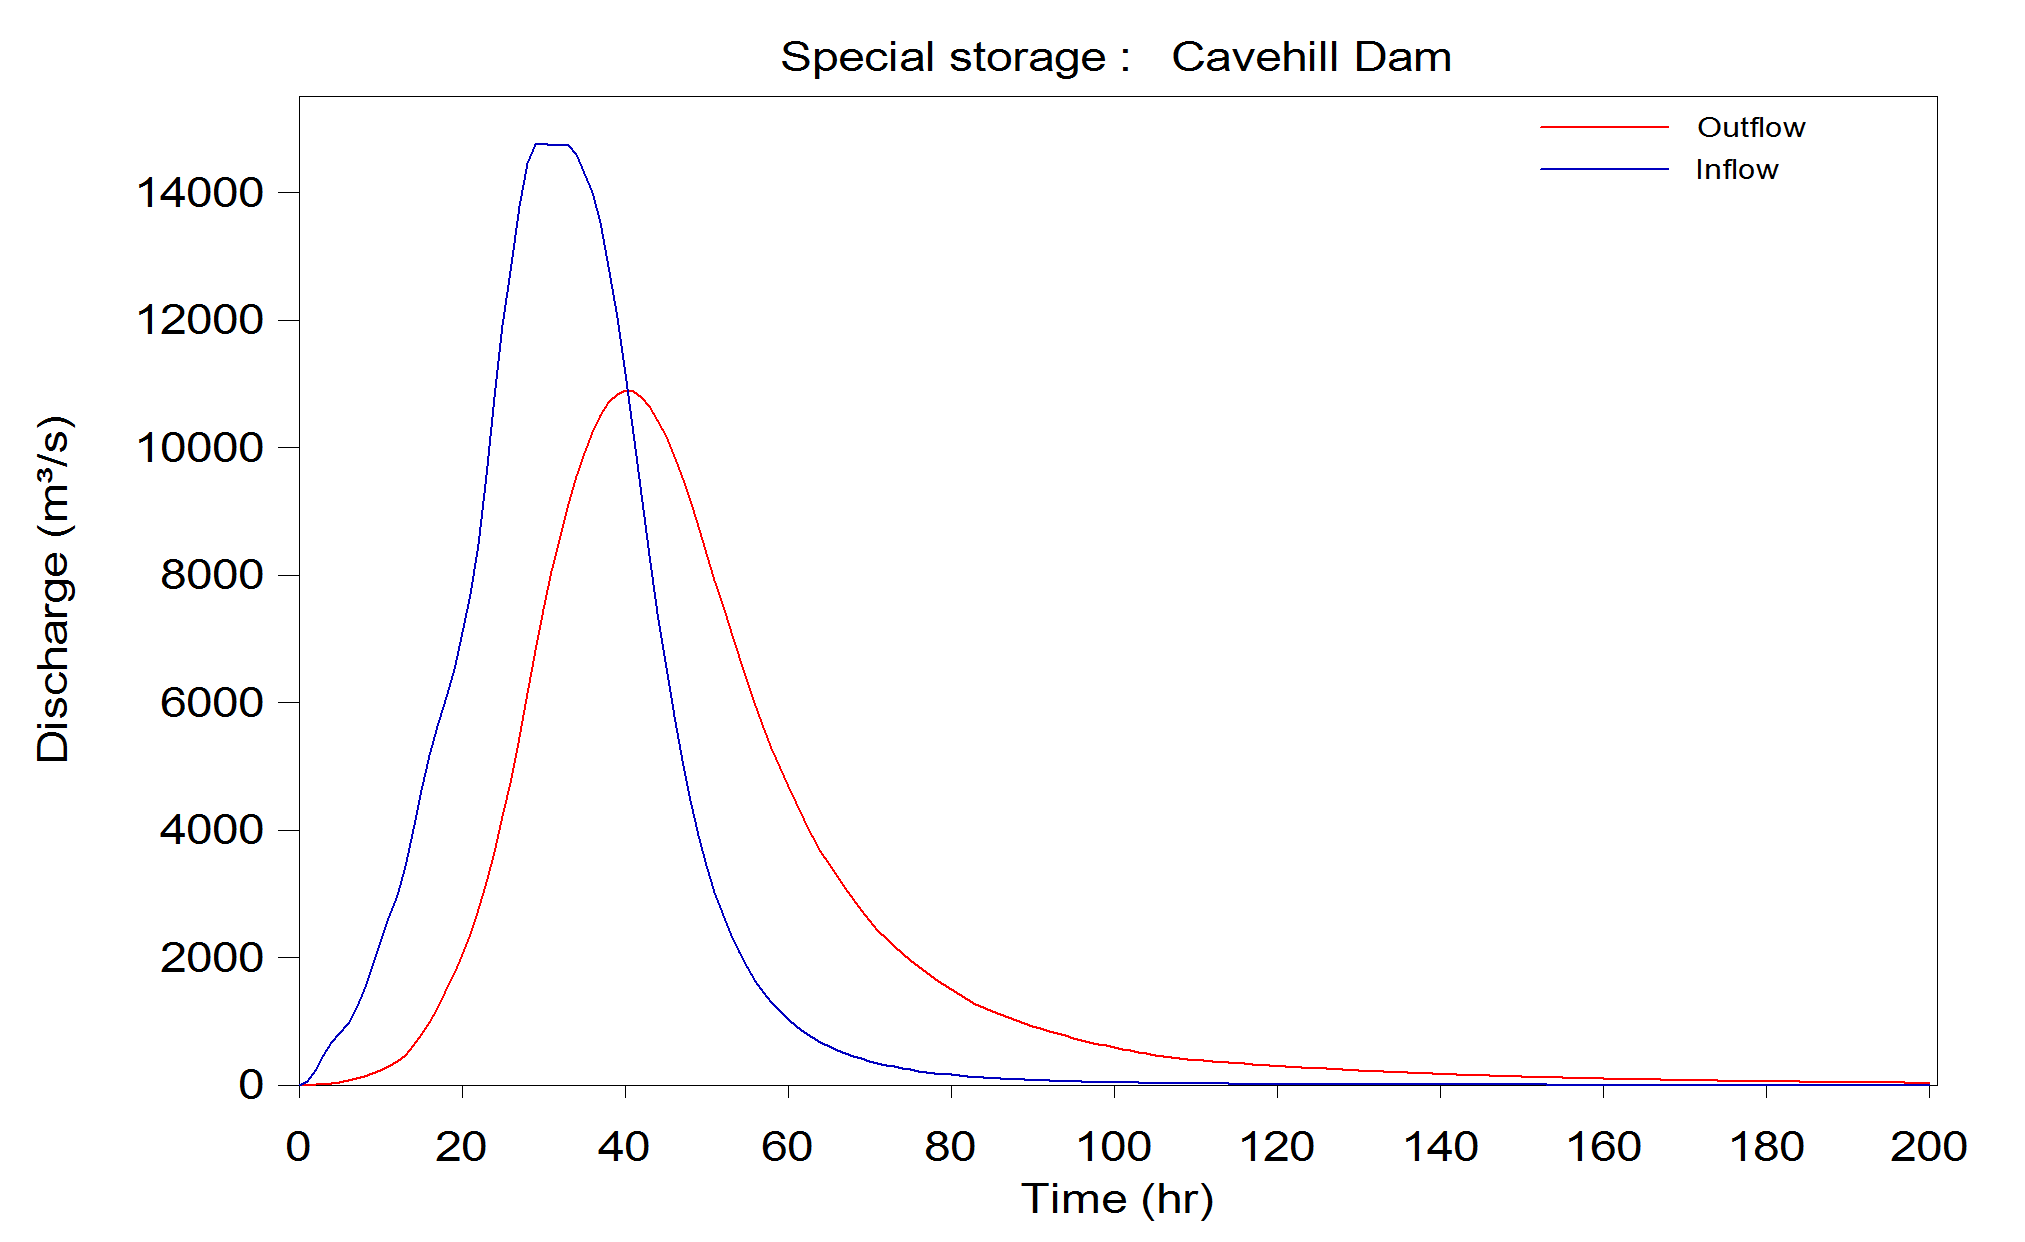 Special storage :   Cavehill Dam
Outflow
Inflow
14000
12000
10000
8000
6000
4000
2000
0
Discharge (m³/s)
0 20 40 60 80 100 120 140 160 180 200
Time (hr)